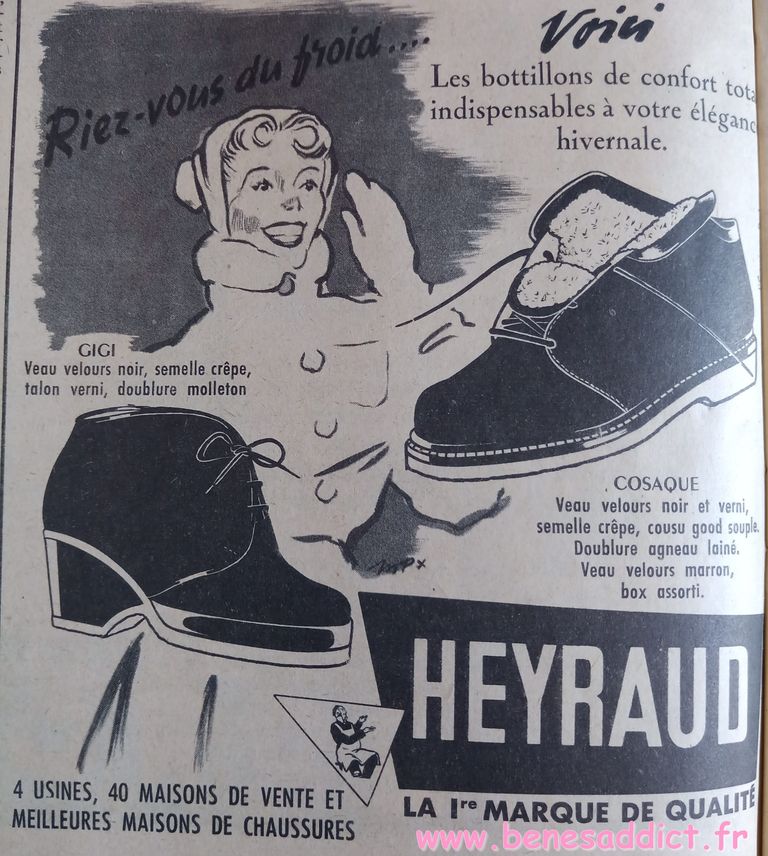 Riez-vous du froid....
Voici
Les bottillons de confort tota
indispensables à votre éléganc
hivernale.
GIGI
Veau velours noir, semelle crêpe,
talon verni, doublure molleton
COSAQUE
Veau velours noir et verni,
semelle crêpe, cousu good souple.
Doublure agneau lainé.
Veau velours marron,
box assorti.
HEYRAUD
4 USINES, 40 MAISONS DE VENTE ET
MEILLEURES MAISONS DE CHAUSSURES
LA Ire MARQUE DE QUALITÉ
www.benesaddict.fr